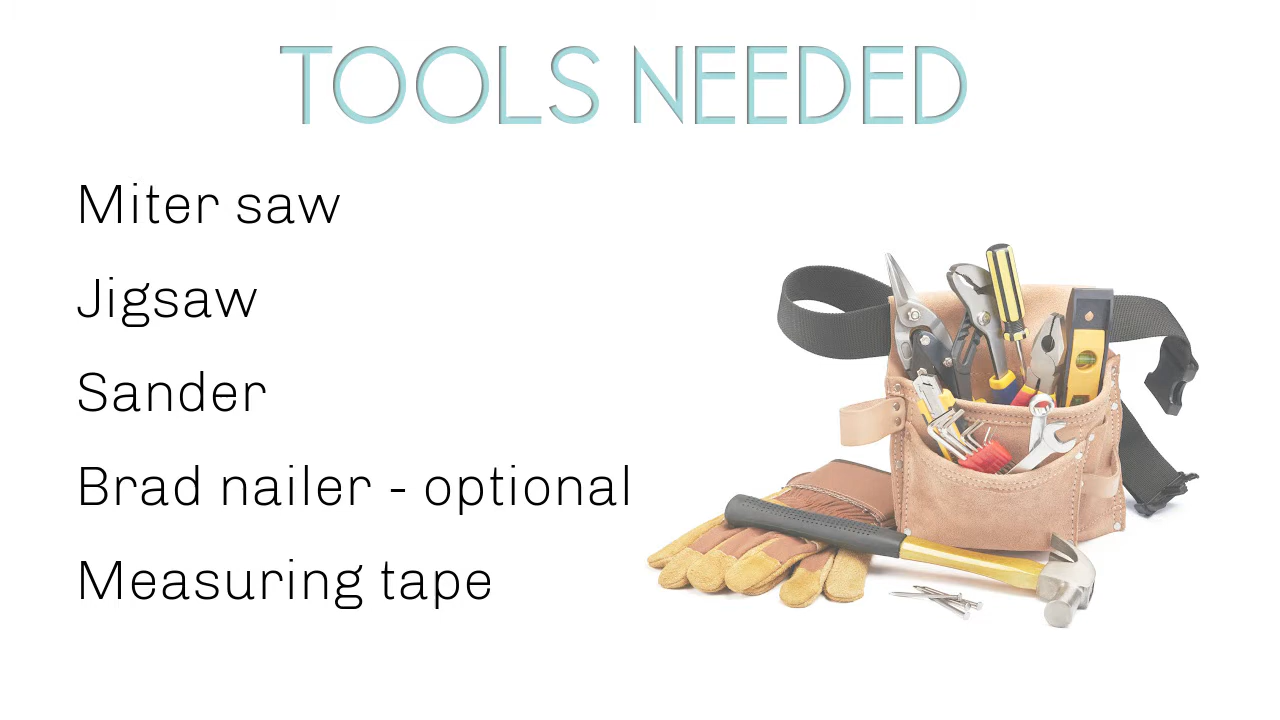 TOOLS NEEDED
Miter saw
Jigsaw
Sander
Brad nailer - optional
Measuring tape